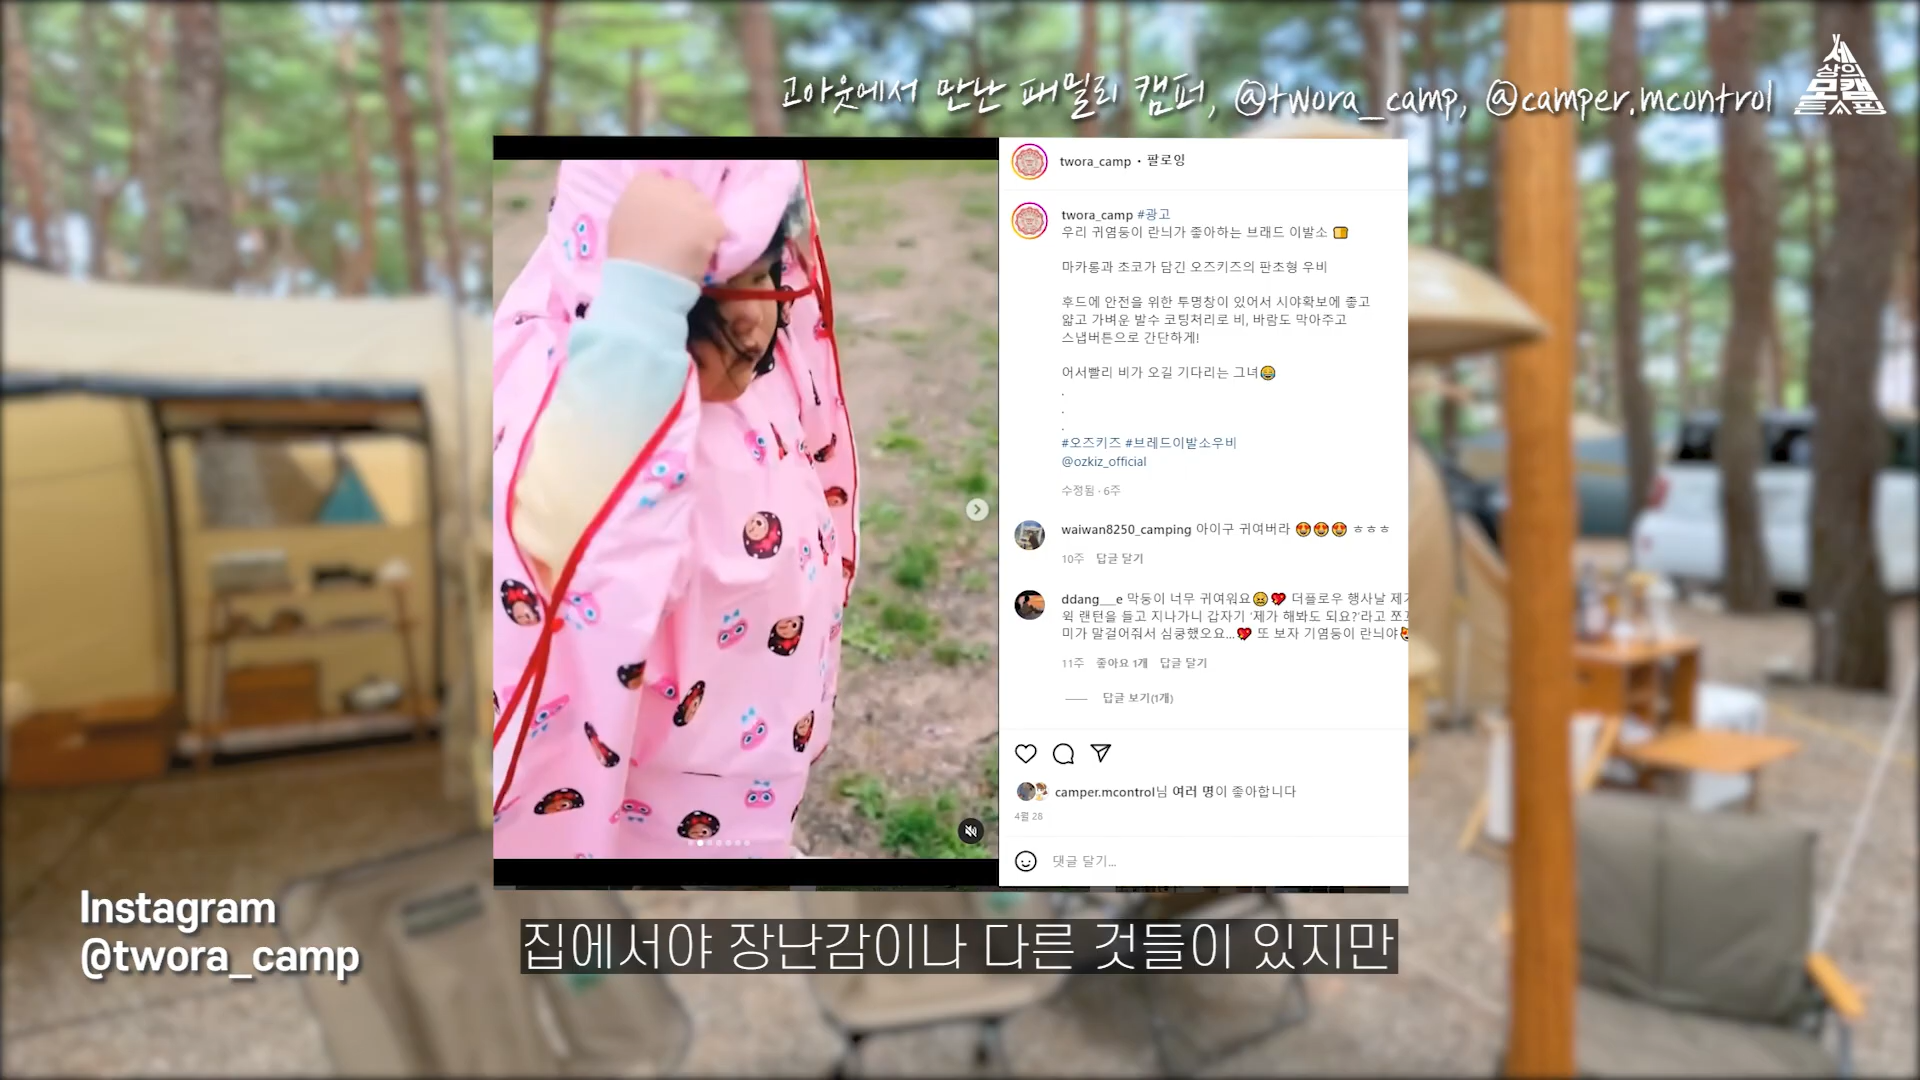 고아웃에서 만난 패밀리 캠퍼, @twora_camp, @camper.mcontrol
세상의모든캠핑
twora_camp • 팔로잉
twora_camp #광고
우리 귀염둥이 란늬가 좋아하는 브래드 이발소 🍞
마카롱과 초코가 담긴 오즈키즈의 판초형 우비
후드에 안전을 위한 투명창이 있어서 시야확보에 좋고
얇고 가벼운 발수 코팅처리로 비, 바람도 막아주고
스냅버튼으로 간단하게!
어서빨리 비가 오길 기다리는 그녀😂
.
.
.
#오즈키즈 #브레드이발소우비
@ozkiz_official
수정됨 · 6주
waiwan8250_camping 아이구 귀여버라 😍😍😍 ㅎㅎㅎ
10주 답글 달기
ddang__e 막둥이 너무 귀여워요😖💖 더플로우 행사날 제가
윅 랜턴을 들고 지나가니 갑자기 '제가 해봐도 되요?'라고 쪼꼬
미가 말걸어줘서 심쿵했으요...💖 또 보자 기염둥이 란늬야
11주 좋아요 1개 답글 달기
답글 보기(1개)
camper.mcontrol님 여러 명이 좋아합니다
4월 28
댓글 달기...
Instagram
@twora_camp
집에서야 장난감이나 다른 것들이 있지만